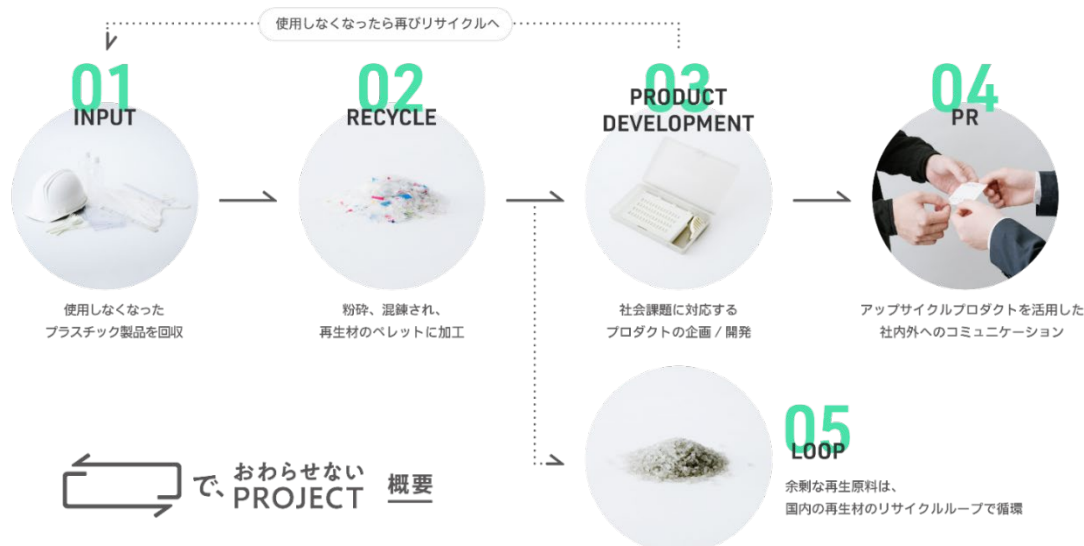 使用しなくなったら再びリサイクルへ
01
INPUT
使用しなくなった
プラスチック製品を回収
02
RECYCLE
粉砕、混錬され、
再生材のペレットに加工
03
PRODUCT
DEVELOPMENT
社会課題に対応する
プロダクトの企画 / 開発
04
PR
アップサイクルプロダクトを活用した
社内外へのコミュニケーション
05
LOOP
余剰な再生原料は、
国内の再生材のリサイクルループで循環
で、おわらせない
PROJECT 概要